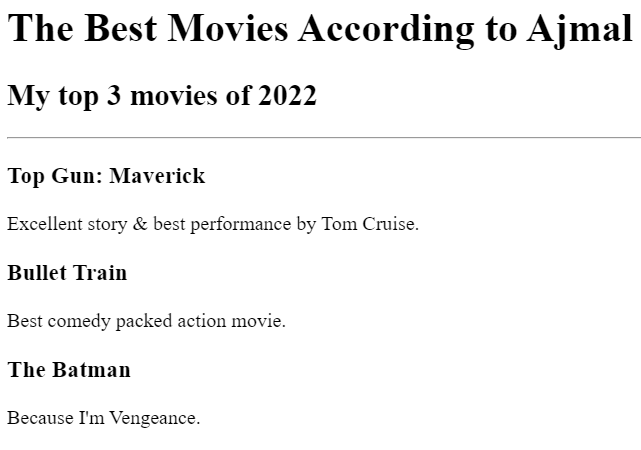 The Best Movies According to Ajmal
My top 3 movies of 2022
Top Gun: Maverick
Excellent story & best performance by Tom Cruise.
Bullet Train
Best comedy packed action movie.
The Batman
Because I'm Vengeance.